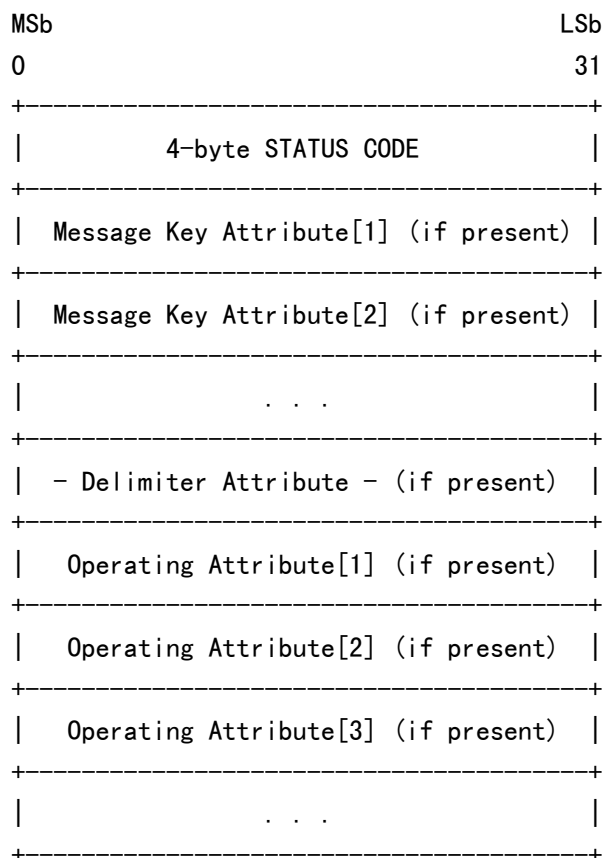 MSb LSb
0 31
+----------------------------------------+
| 4-byte STATUS CODE |
+----------------------------------------+
| Message Key Attribute[1] (if present) |
+----------------------------------------+
| Message Key Attribute[2] (if present) |
+----------------------------------------+
| . . . |
+----------------------------------------+
| - Delimiter Attribute - (if present) |
+----------------------------------------+
| Operating Attribute[1] (if present) |
+----------------------------------------+
| Operating Attribute[2] (if present) |
+----------------------------------------+
| Operating Attribute[3] (if present) |
+----------------------------------------+
| . . . |
+----------------------------------------+